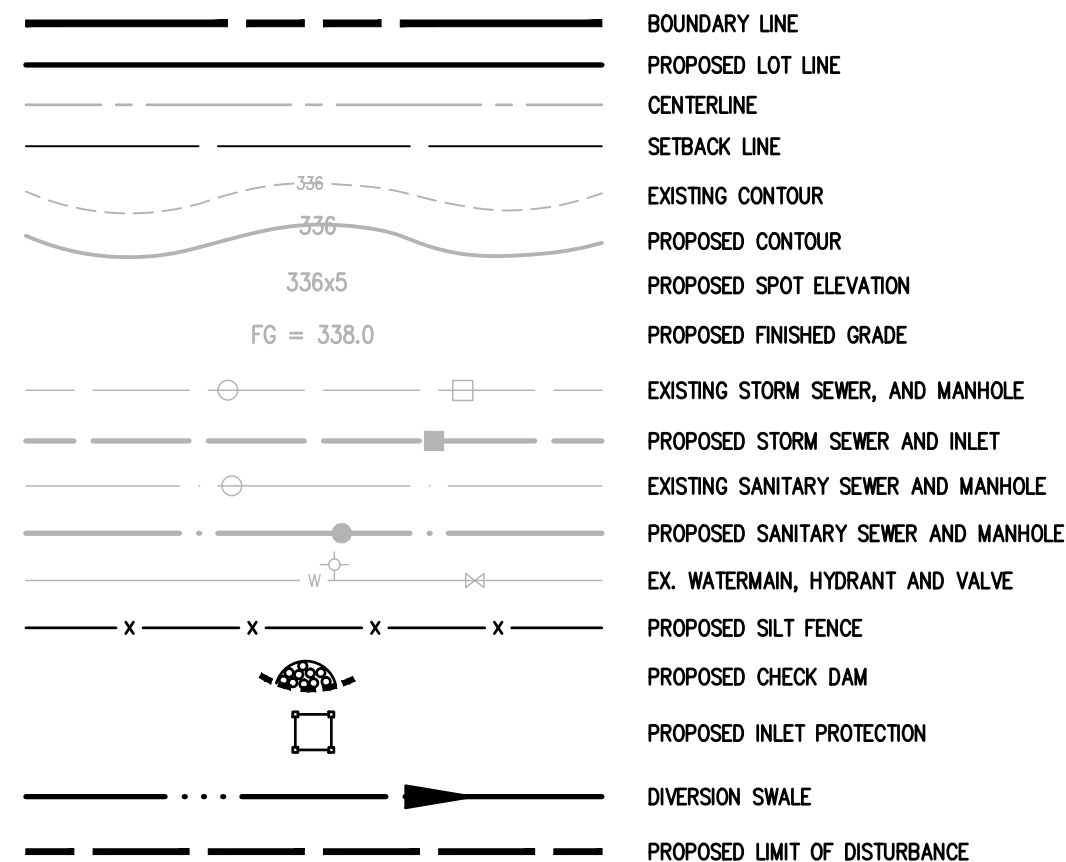 BOUNDARY LINE
PROPOSED LOT LINE
CENTERLINE
SETBACK LINE
336 EXISTING CONTOUR
336 PROPOSED CONTOUR
336x5 PROPOSED SPOT ELEVATION
FG = 338.0 PROPOSED FINISHED GRADE
EXISTING STORM SEWER, AND MANHOLE
PROPOSED STORM SEWER AND INLET
EXISTING SANITARY SEWER AND MANHOLE
PROPOSED SANITARY SEWER AND MANHOLE
W EX. WATERMAIN, HYDRANT AND VALVE
X X X X PROPOSED SILT FENCE
PROPOSED CHECK DAM
PROPOSED INLET PROTECTION
DIVERSION SWALE
PROPOSED LIMIT OF DISTURBANCE